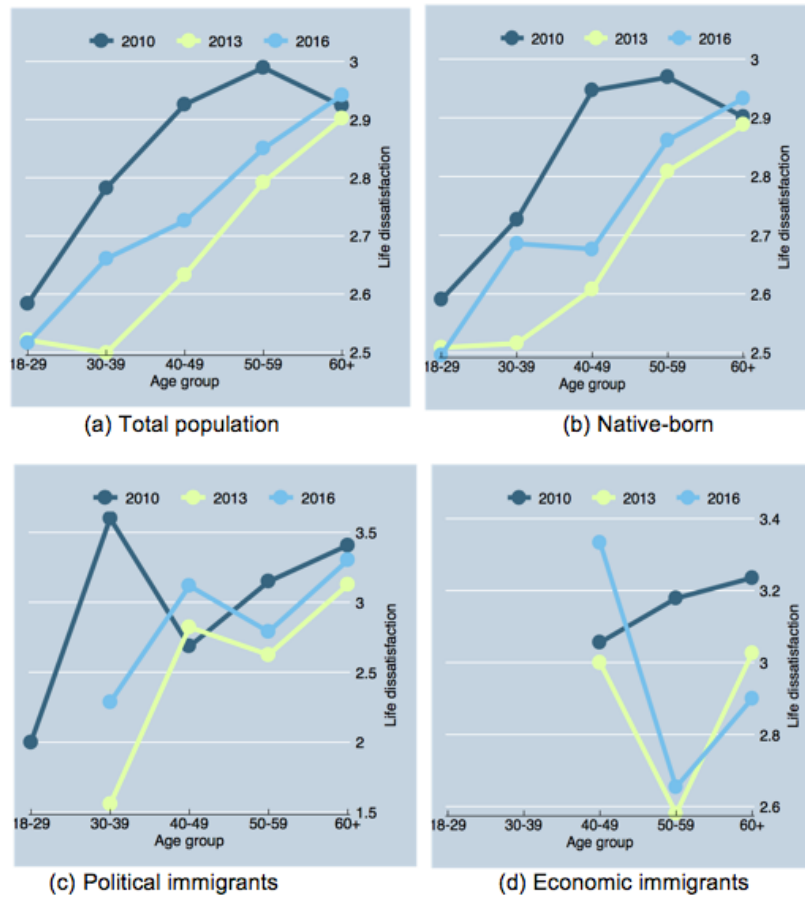 2010 2013 2016
3
2.9
2.8
2.7
2.6
2.5
Life dissatisfaction
18-29 30-39 40-49 50-59 60+
Age group
(a) Total population
2010 2013 2016
3
2.9
2.8
2.7
2.6
2.5
Life dissatisfaction
18-29 30-39 40-49 50-59 60+
Age group
(b) Native-born
2010 2013 2016
3.5
3
2.5
2
1.5
Life dissatisfaction
18-29 30-39 40-49 50-59 60+
Age group
(c) Political immigrants
2010 2013 2016
3.4
3.2
3
2.8
2.6
Life dissatisfaction
18-29 30-39 40-49 50-59 60+
Age group
(d) Economic immigrants